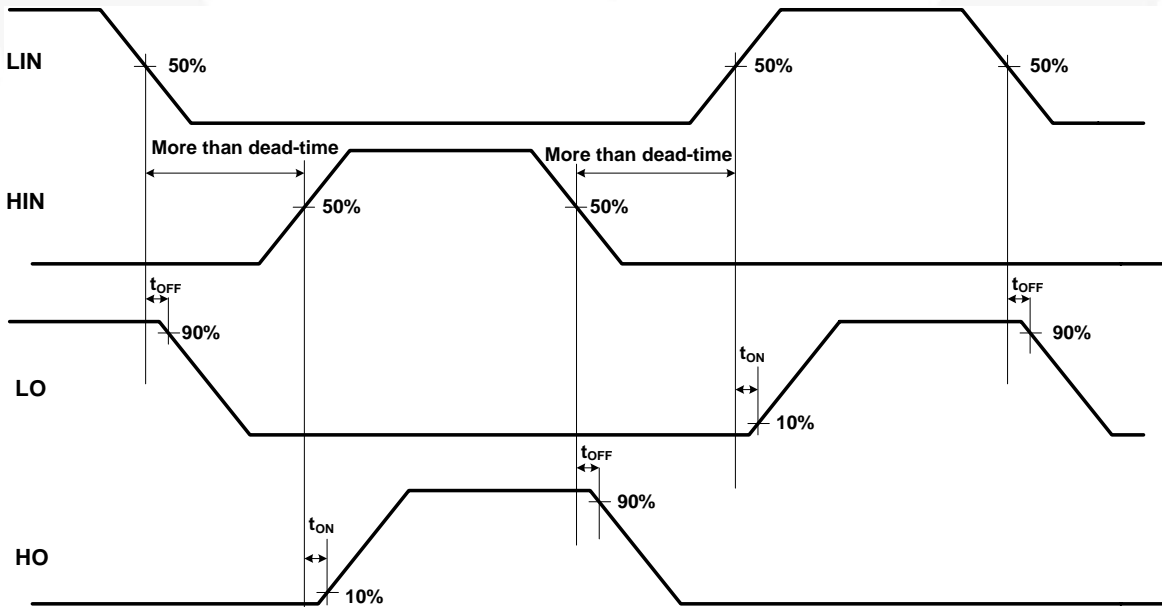 LIN
50%
50%
50%
More than dead-time
More than dead-time
HIN
50%
50%
tOFF
tOFF
90%
90%
tON
LO
10%
tOFF
90%
tON
HO
10%